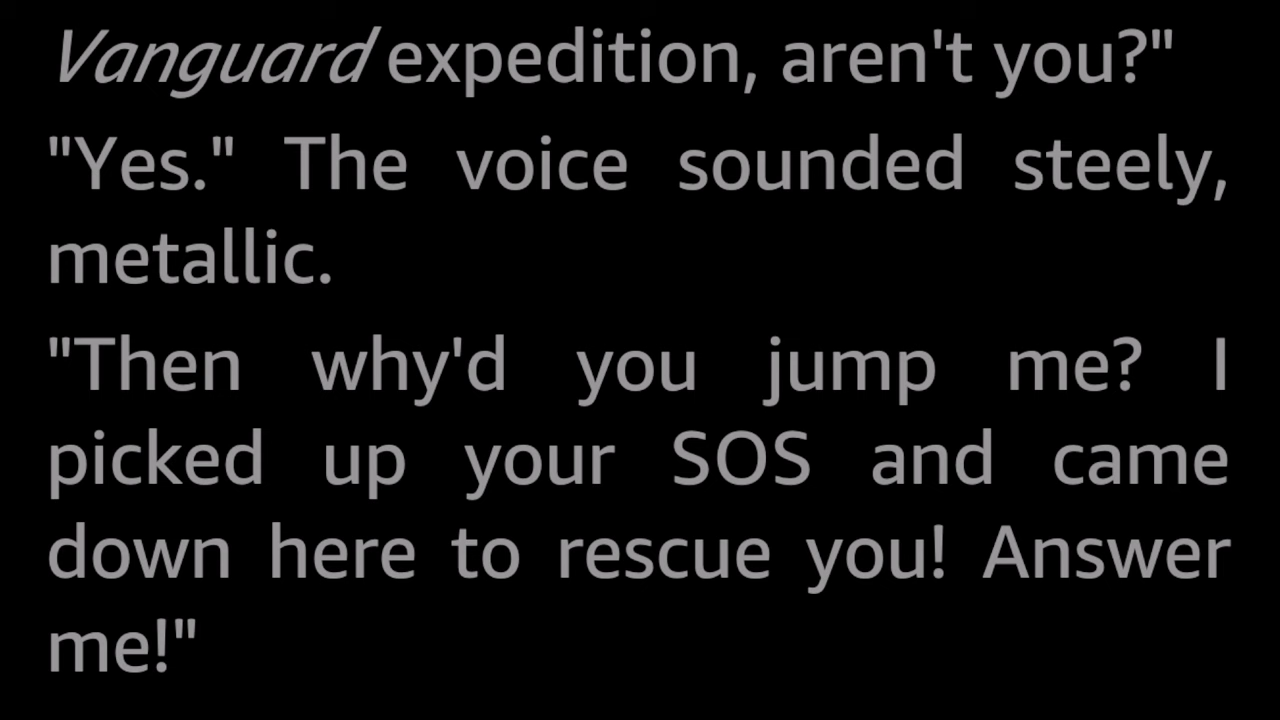 Vanguard expedition, aren't you?"
"Yes." The voice sounded steely,
metallic.
"Then why'd you jump me? I
picked up your SOS and came
down here to rescue you! Answer
me!"